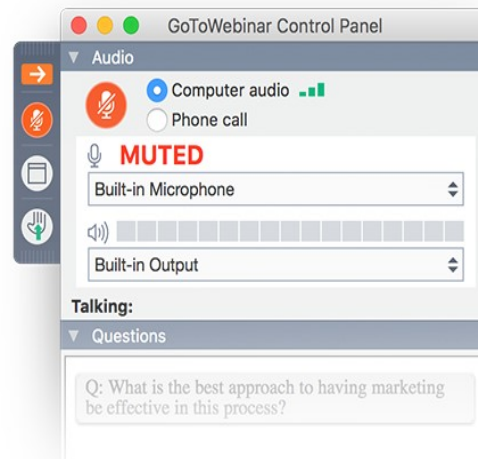 GoToWebinar Control Panel
Audio
Computer audio
Phone call
MUTED
Built-in Microphone
Built-in Output
Talking:
Questions
Q: What is the best approach to having marketing
be effective in this process?